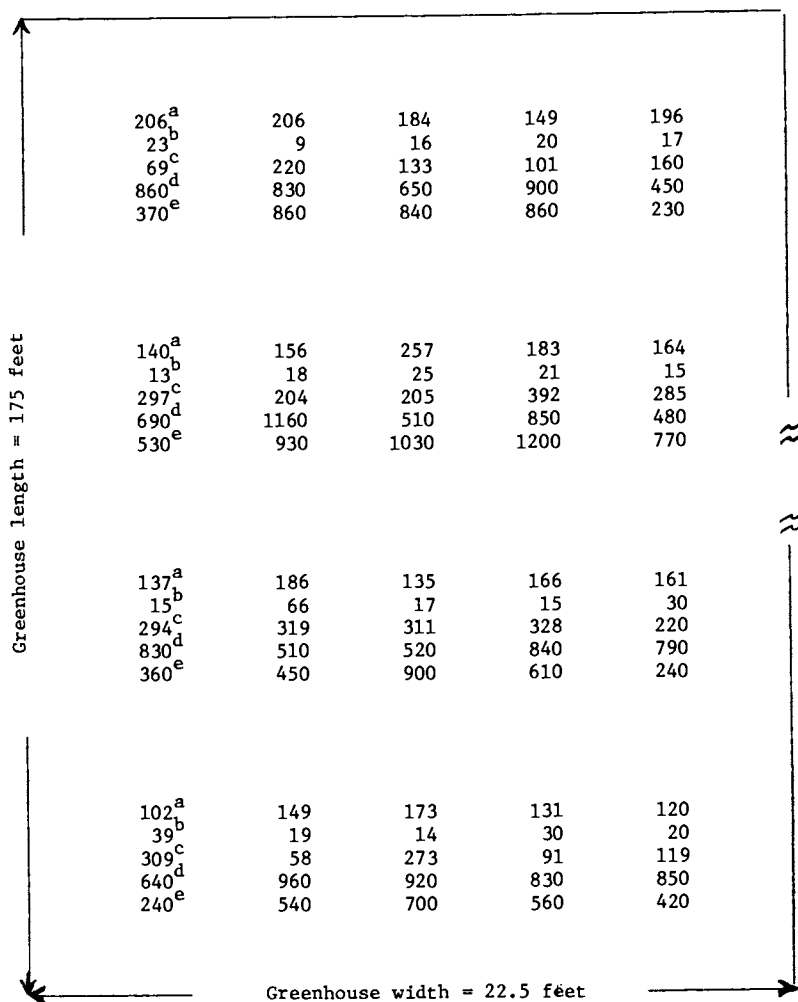 206a 206 184 149 196
23b 9 16 20 17
69c 220 133 101 160
860d 830 650 900 450
370e 860 840 860 230
140a 156 257 183 164
13b 18 25 21 15
297c 204 205 392 285
690d 1160 510 850 480
530e 930 1030 1200 770
Greenhouse length = 175 feet
137a 186 135 166 161
15b 66 17 15 30
294c 319 311 328 220
830d 510 520 840 790
360e 450 900 610 240
102a 149 173 131 120
39b 19 14 30 20
309c 58 273 91 119
640d 960 920 830 850
240e 540 700 560 420
Greenhouse width = 22.5 feet